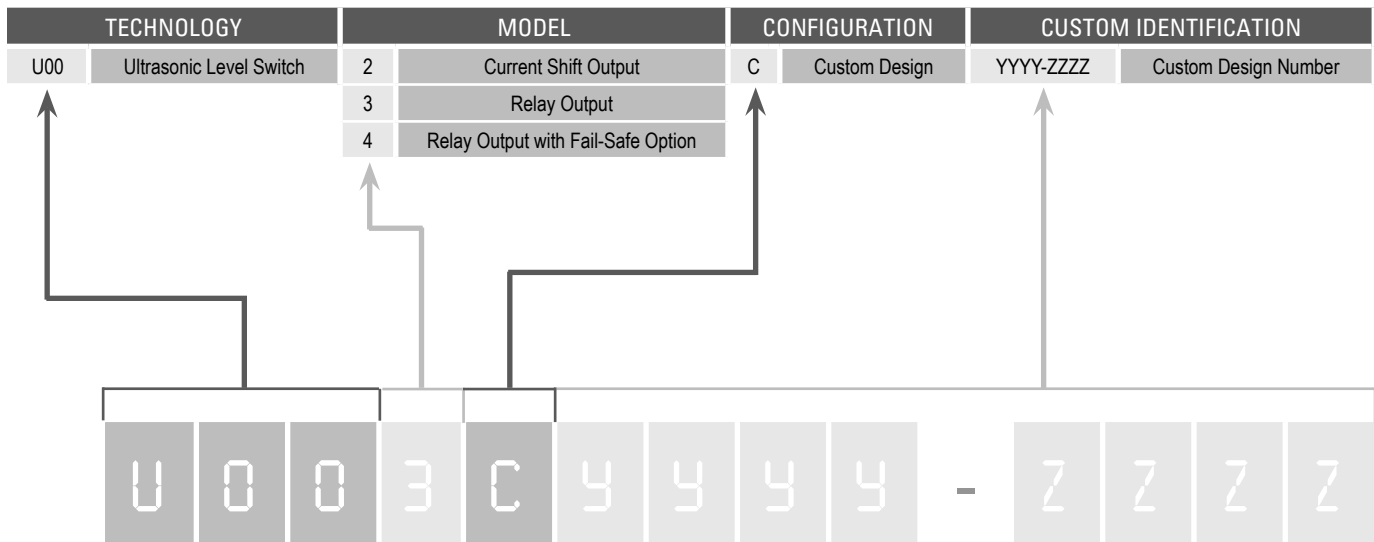 TECHNOLOGY MODEL CONFIGURATION CUSTOM IDENTIFICATION
U00 Ultrasonic Level Switch 2 Current Shift Output C Custom Design YYYY-ZZZZ Custom Design Number
3 Relay Output
4 Relay Output with Fail-Safe Option
U 0 0 3 C Y Y Y Y - Z Z Z Z